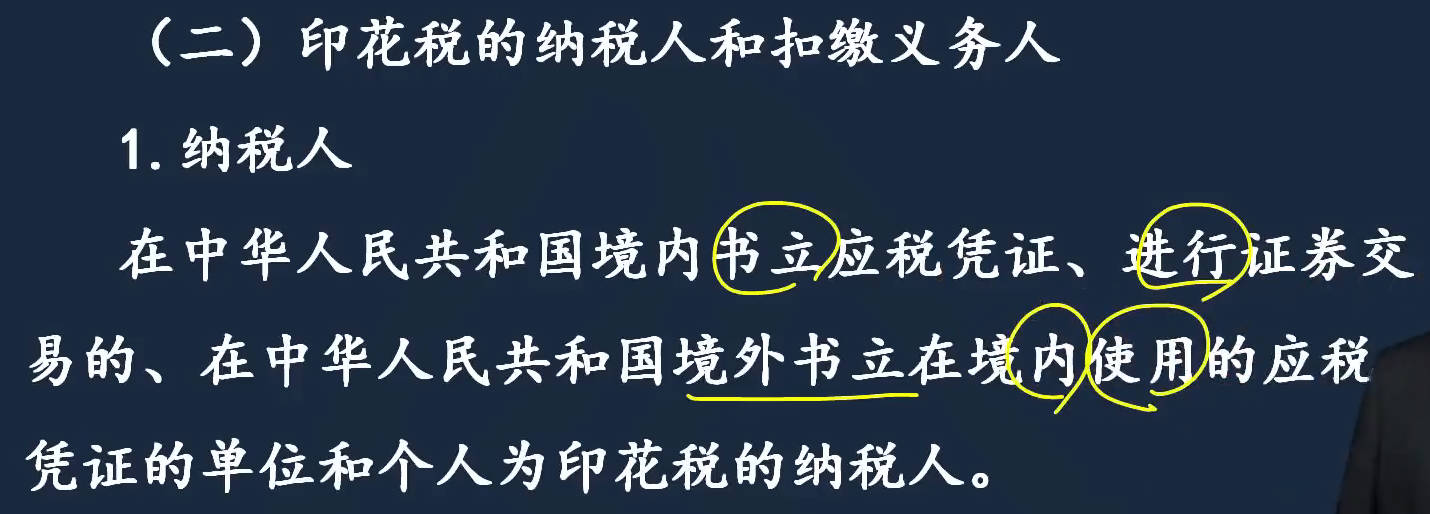 （二）印花税的纳税人和扣缴义务人
1.纳税人
在中华人民共和国境内书立应税凭证、进行证券交
易的、在中华人民共和国境外书立在境内使用的应税
凭证的单位和个人为印花税的纳税人。